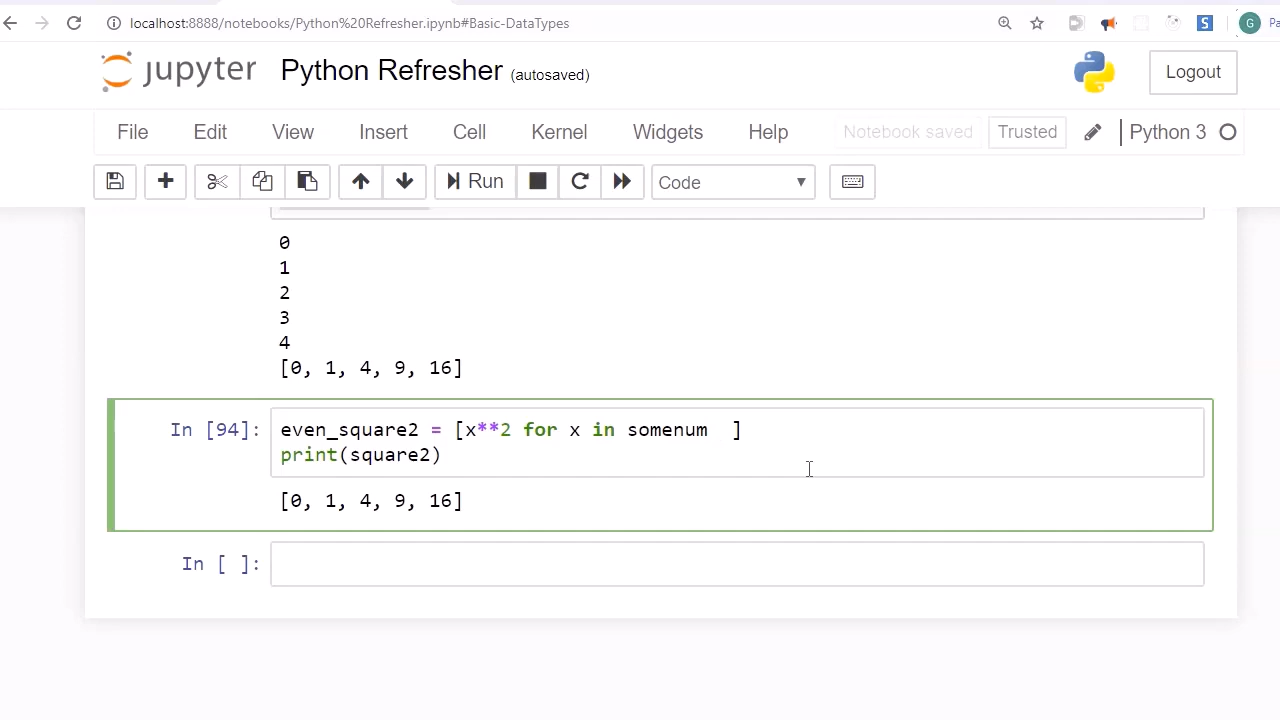 localhost:8888/notebooks/Python%20Refresher.ipynb#Basic-DataTypes
S
G
jupyter Python Refresher (autosaved)
Logout
File Edit View Insert Cell Kernel Widgets Help
Notebook saved Trusted Python 3
Run Code
0
1
2
3
4
[0, 1, 4, 9, 16]
In [94]: even_square2 = [x**2 for x in somenum  ]
print(square2)
[0, 1, 4, 9, 16]
In [ ]: